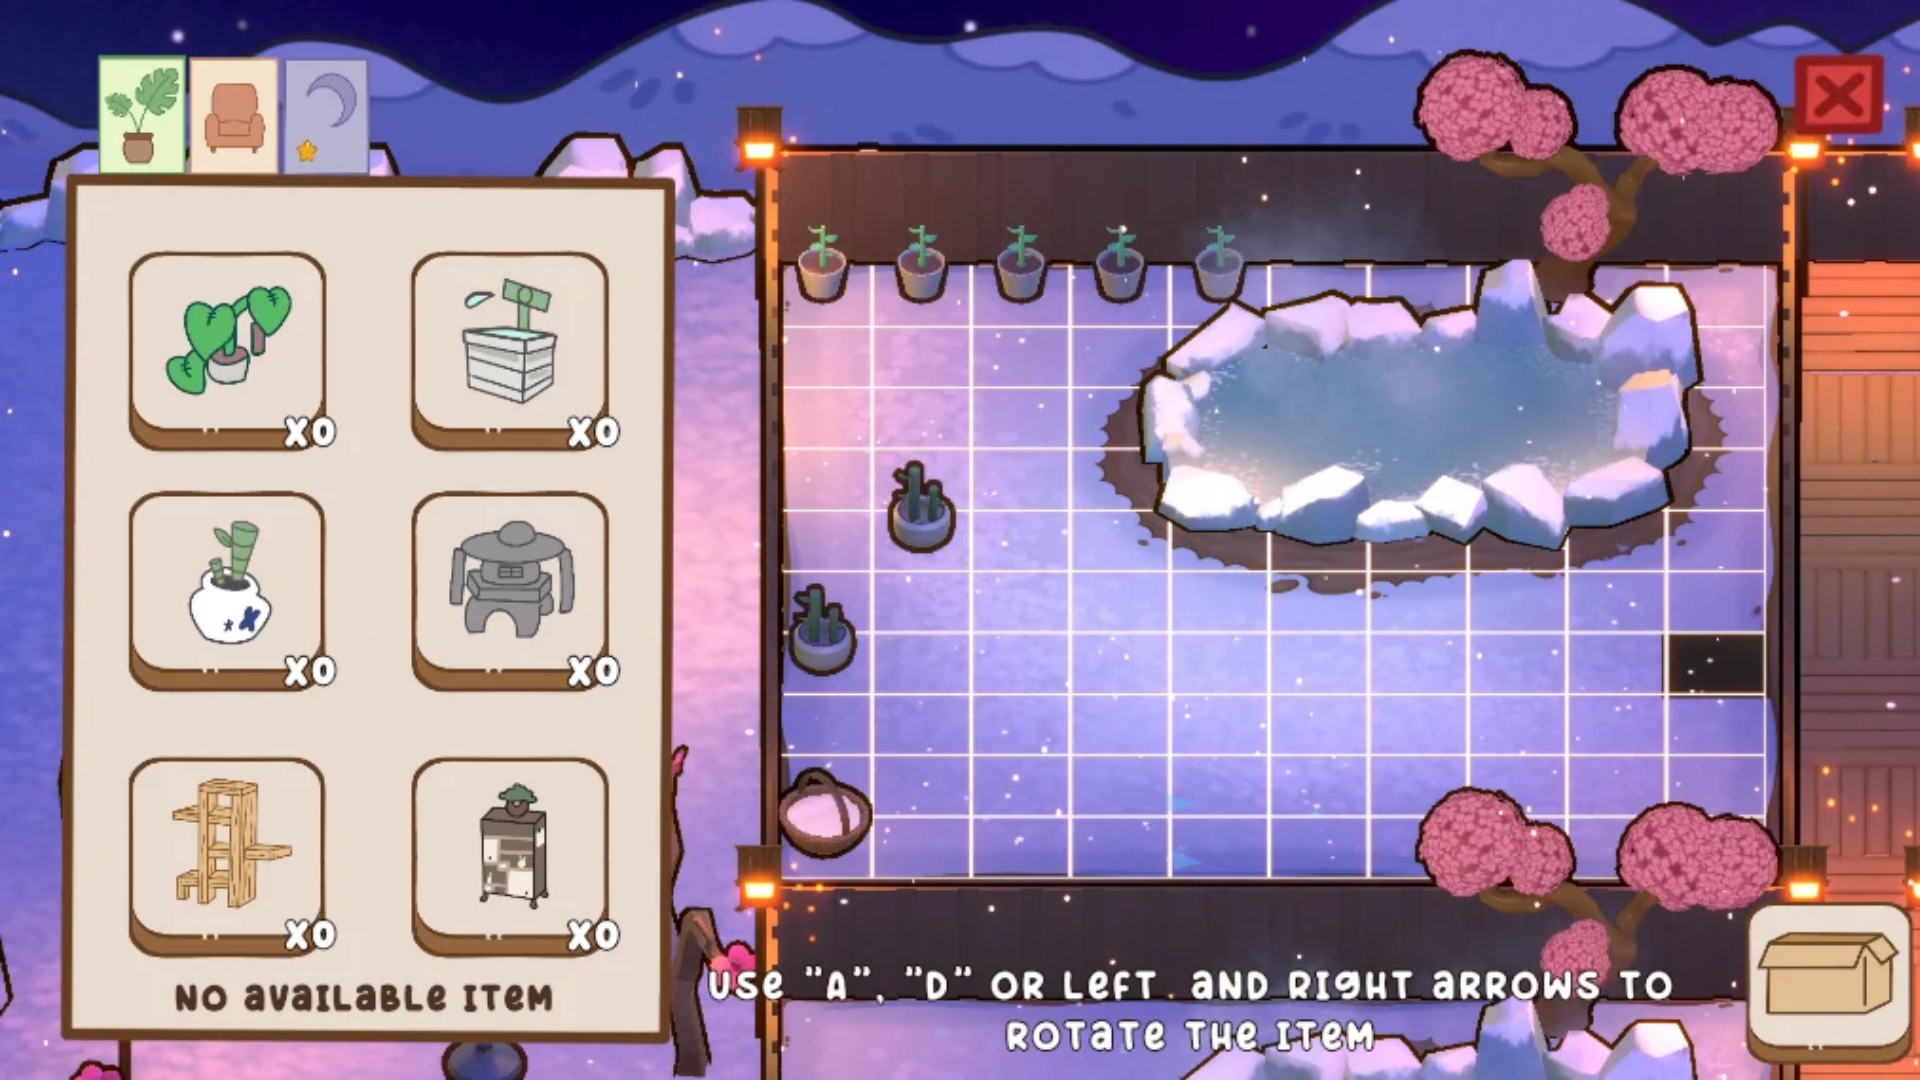 X0
X0
X0
X0
X0
X0
NO AVAILABLE ITEM
USE "A", "D" OR LEFT AND RIGHT ARROWS TO
ROTATE THE ITEM